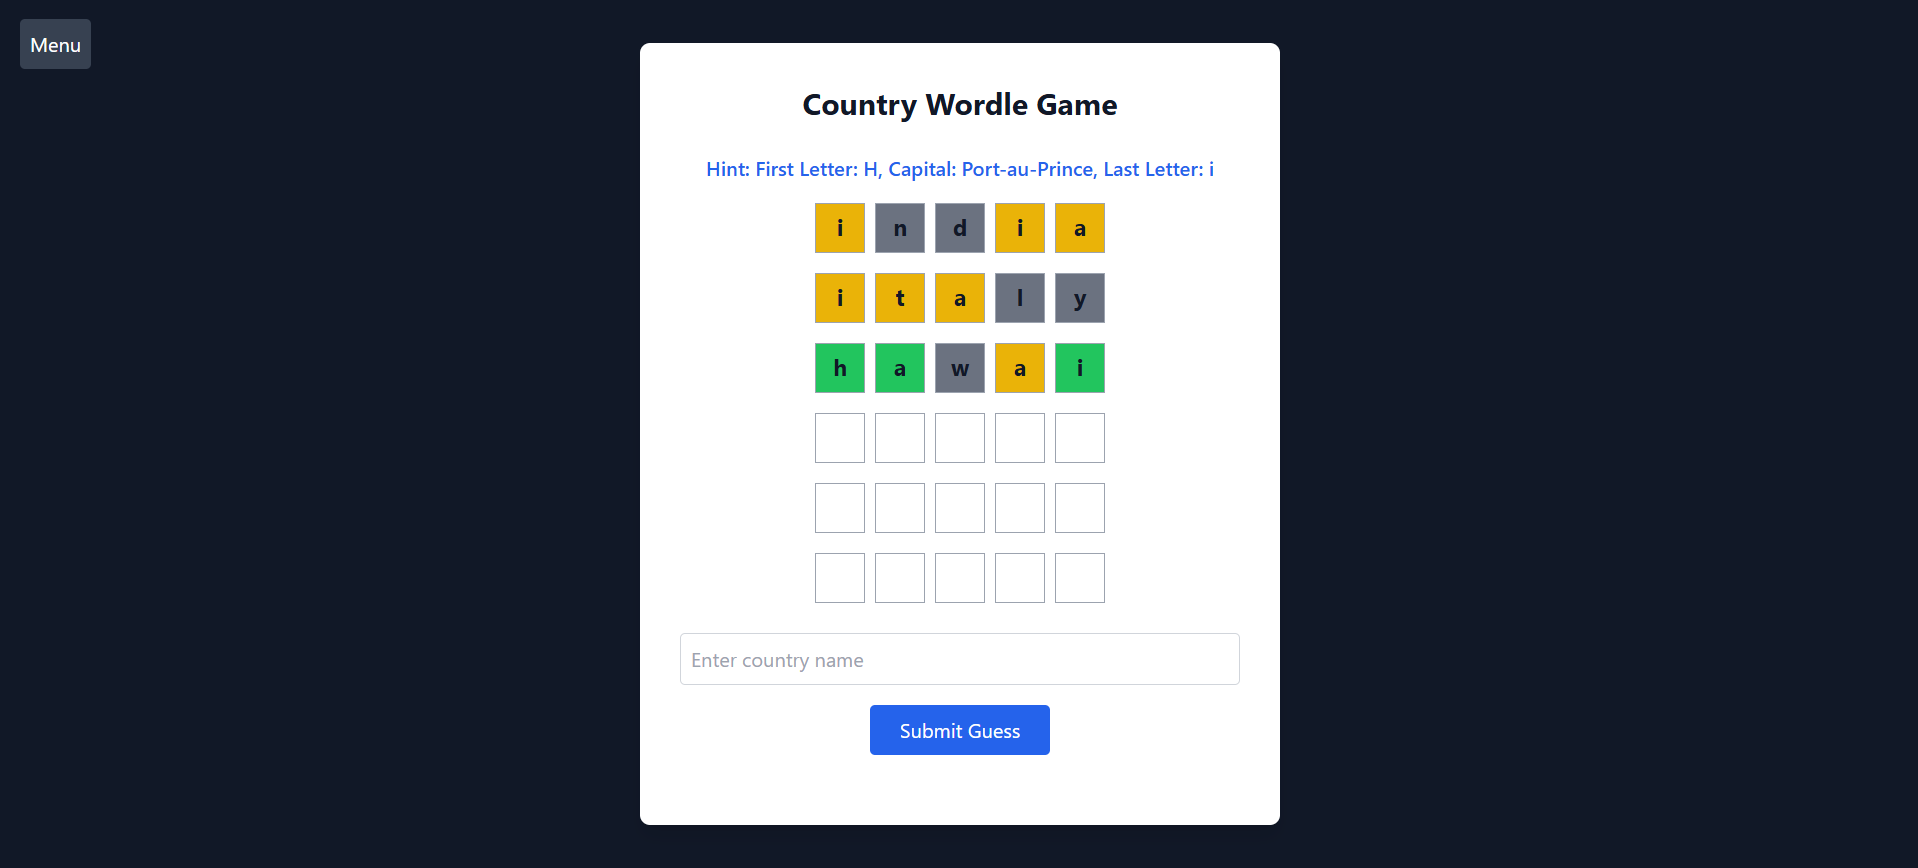 Menu
Country Wordle Game
Hint: First Letter: H, Capital: Port-au-Prince, Last Letter: i
i n d i a
i t a l y
h a w a i
Enter country name
Submit Guess